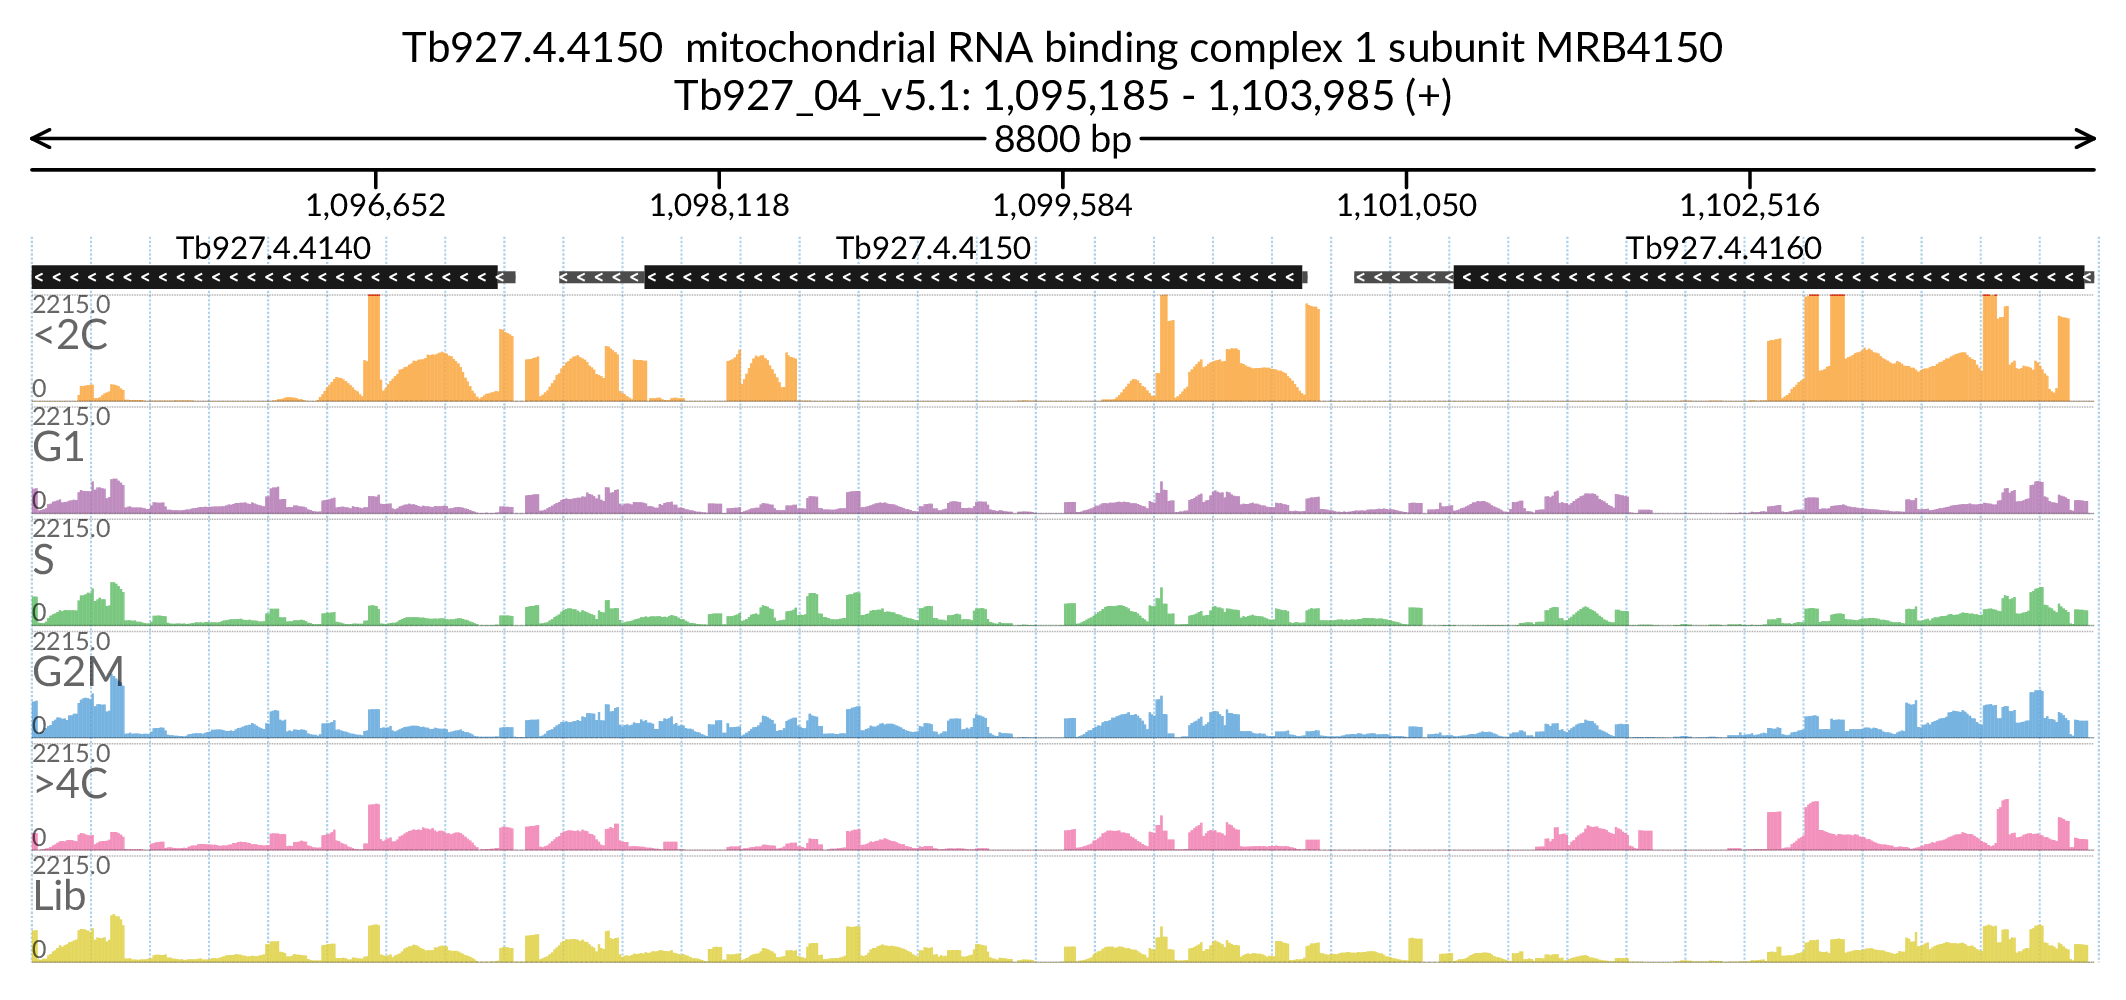 Tb927.4.4150 mitochondrial RNA binding complex 1 subunit MRB4150
Tb927_04_v5.1: 1,095,185 - 1,103,985 (+)
8800 bp
1,096,652 1,098,118 1,099,584 1,101,050 1,102,516
Tb927.4.4140 Tb927.4.4150 Tb927.4.4160
2215.0
<2C
0
2215.0
G1
0
2215.0
S
0
2215.0
G2M
0
2215.0
>4C
0
2215.0
Lib
0